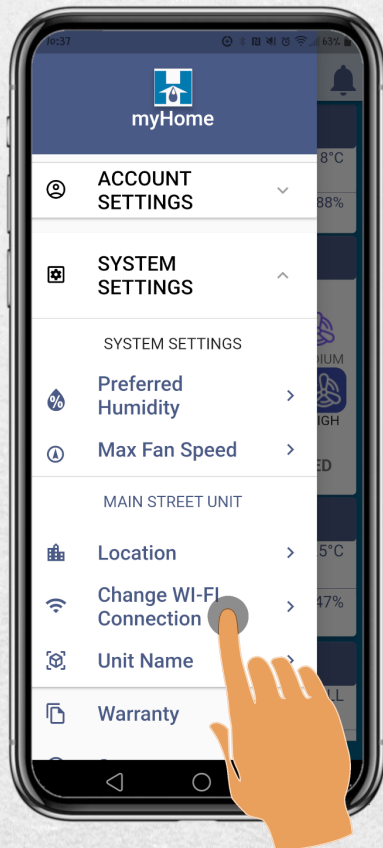 10:37
63%
myHome
8°C
ACCOUNT
SETTINGS
88%
SYSTEM
SETTINGS
SYSTEM SETTINGS
DIUM
Preferred
Humidity
%
IGH
Max Fan Speed
ED
MAIN STREET UNIT
Location
5°C
Change WI-FI
Connection
47%
Unit Name
LL
Warranty